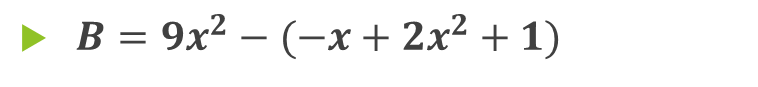 B = 9x² − (−x + 2x² + 1)